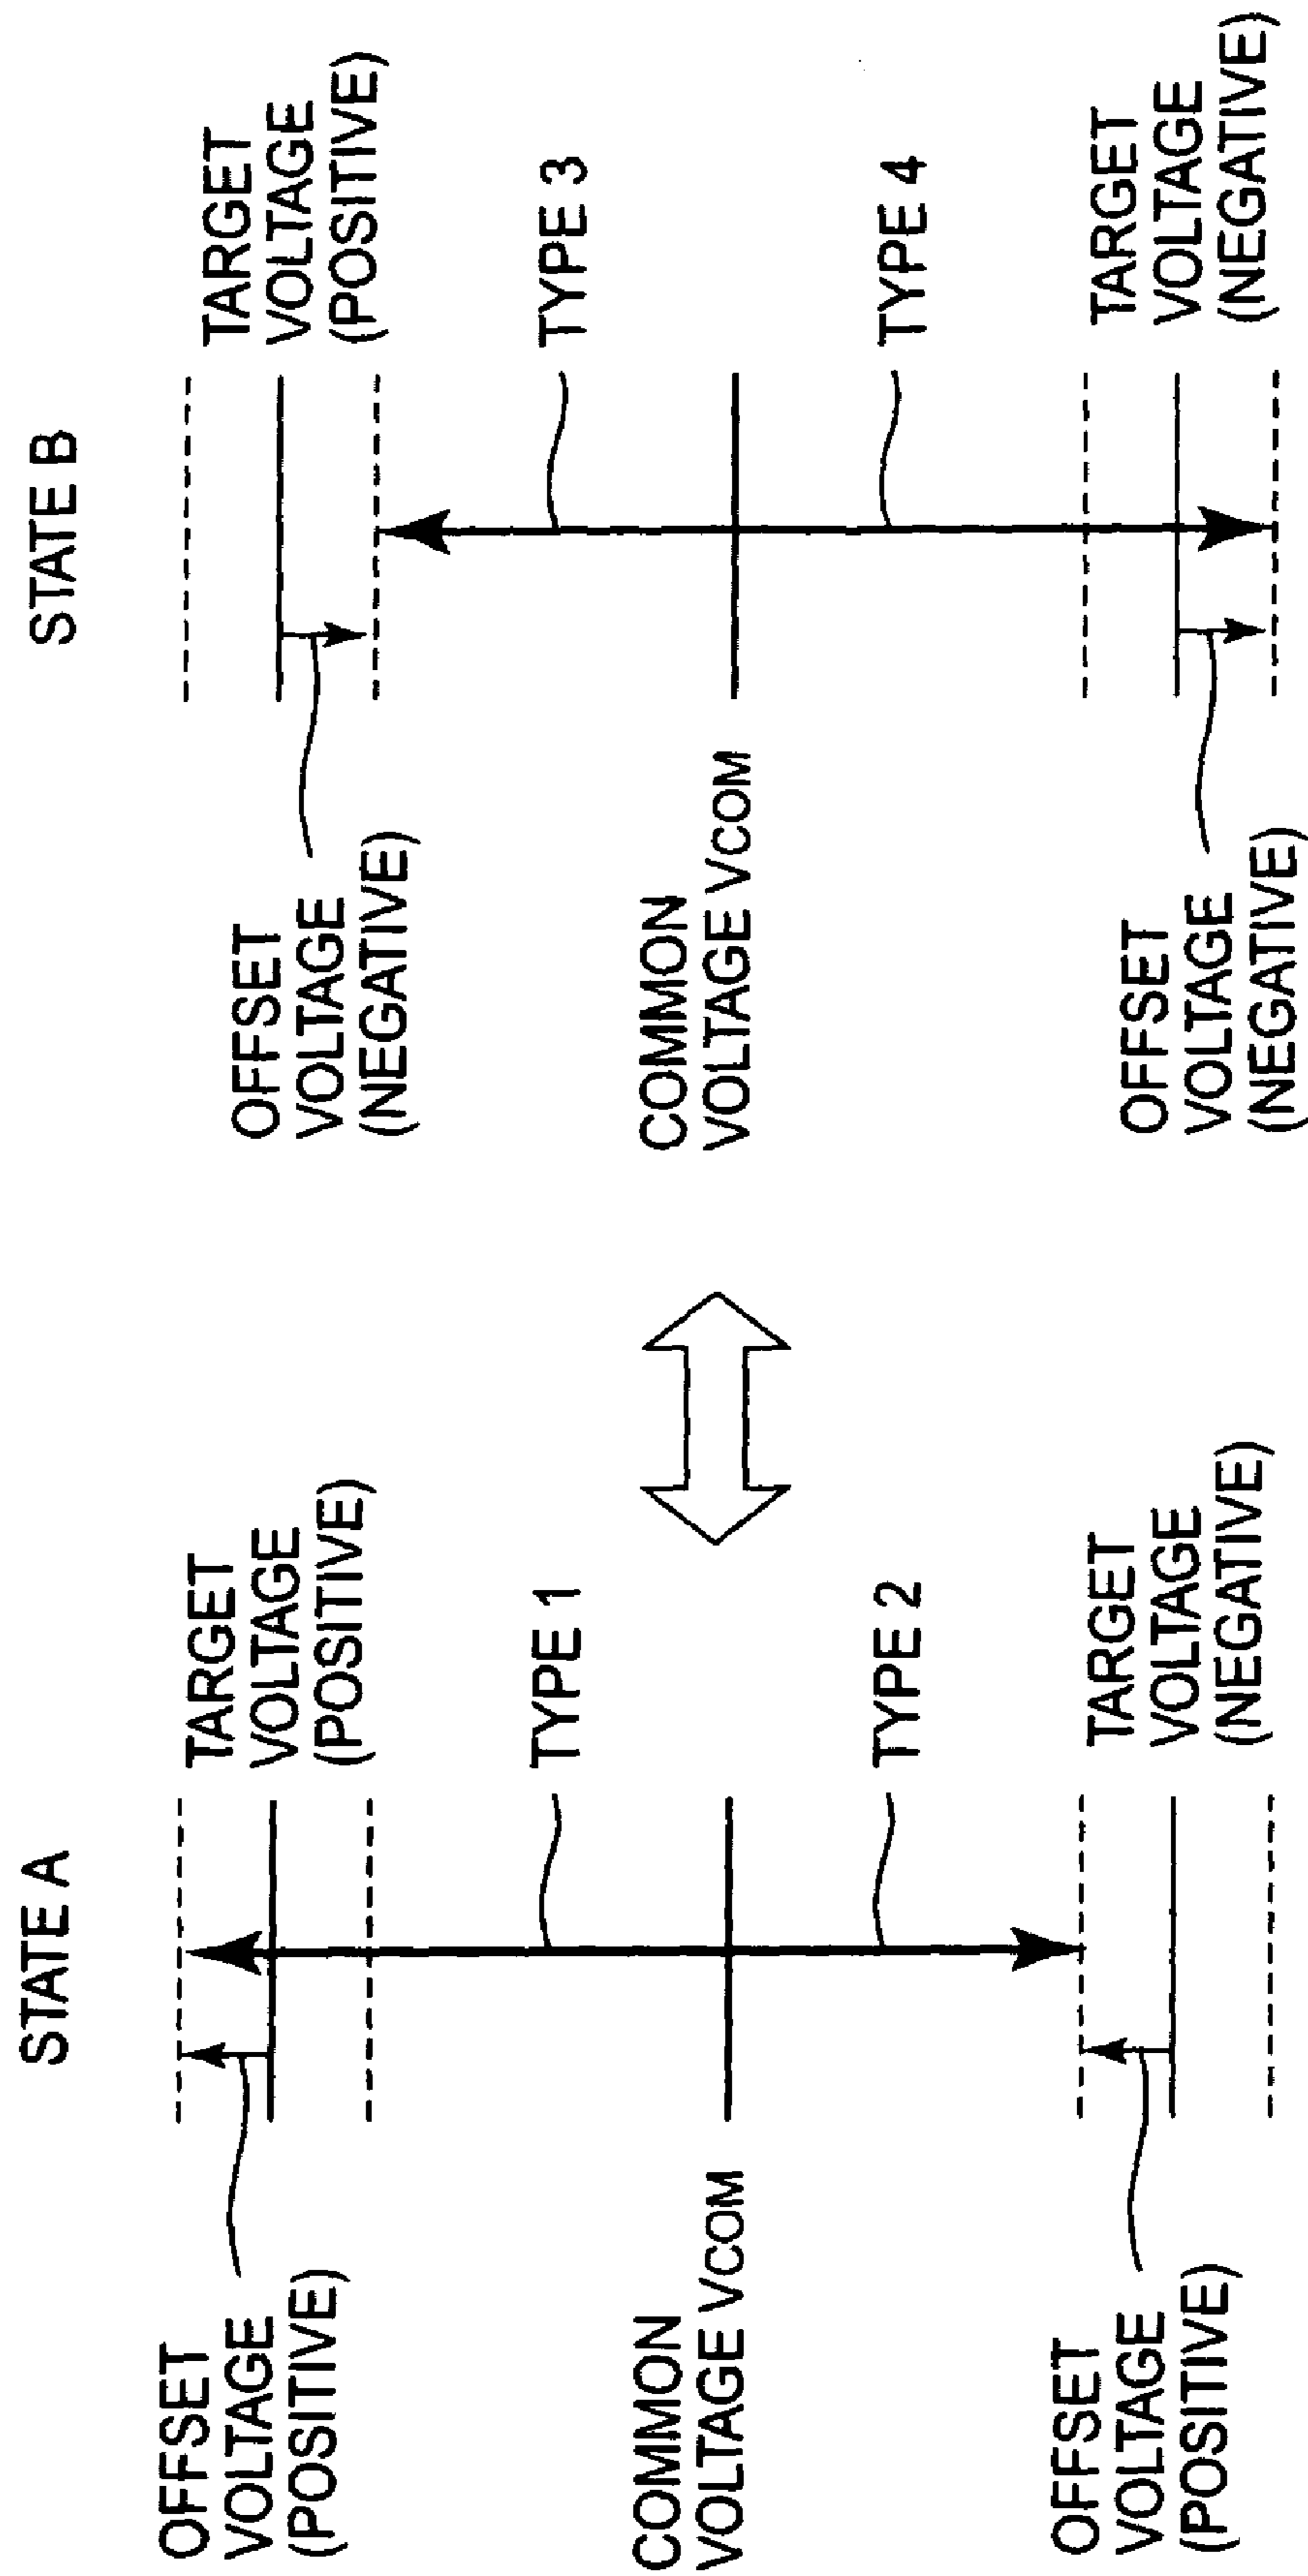 STATE A
OFFSET
VOLTAGE
(POSITIVE)
TARGET
VOLTAGE
(POSITIVE)
TYPE 1
COMMON
VOLTAGE VCOM
TYPE 2
OFFSET
VOLTAGE
(POSITIVE)
TARGET
VOLTAGE
(NEGATIVE)
STATE B
OFFSET
VOLTAGE
(NEGATIVE)
TARGET
VOLTAGE
(POSITIVE)
TYPE 3
COMMON
VOLTAGE VCOM
TYPE 4
OFFSET
VOLTAGE
(NEGATIVE)
TARGET
VOLTAGE
(NEGATIVE)